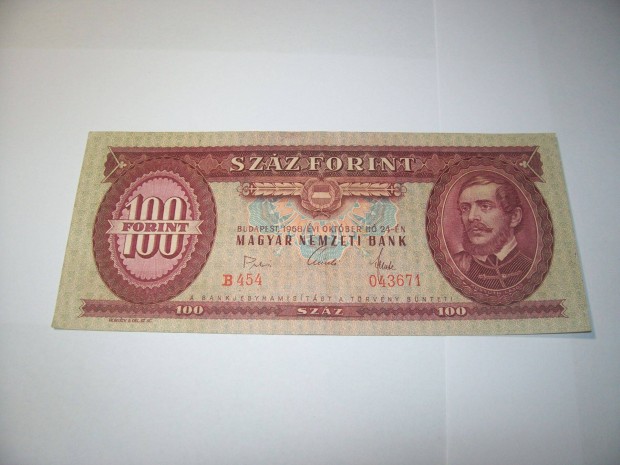 SZÁZ FORINT
100
FORINT
BUDAPEST, 1968. ÉVI OKTÓBER HÓ 24-ÉN
MAGYAR NEMZETI BANK
B 454
043671
A BANKJEGYHAMISÍTÁST A TÖRVÉNY BÜNTETI
100 SZÁZ 100